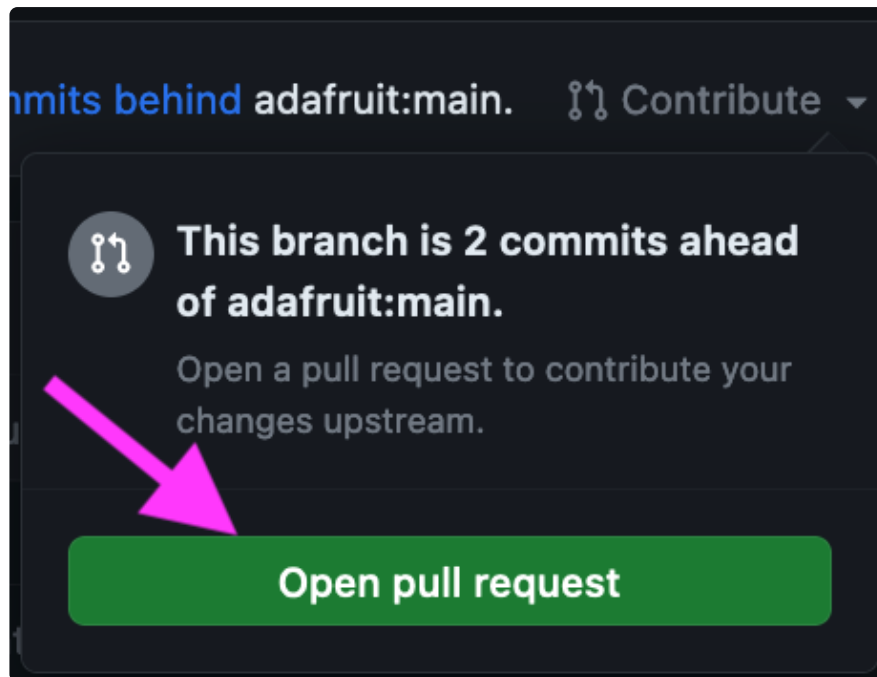 behind adafruit:main. Contribute
This branch is 2 commits ahead
of adafruit:main.
Open a pull request to contribute your
changes upstream.
Open pull request